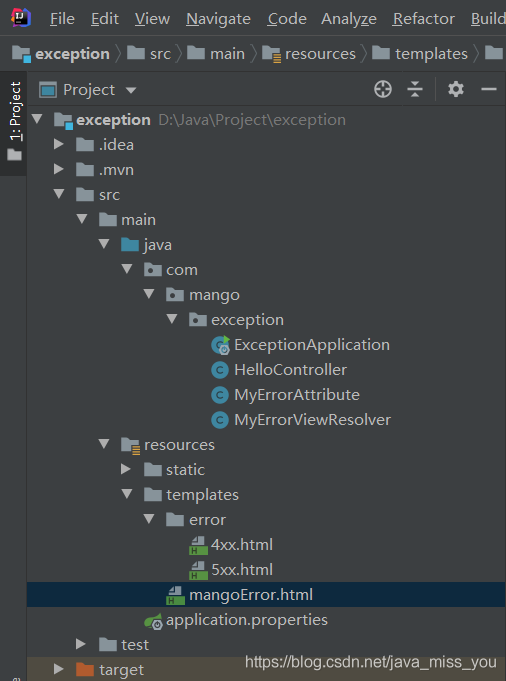 File Edit View Navigate Code Analyze Refactor Build
exception src main resources templates
1: Project
Project
exception D:\Java\Project\exception
.idea
.mvn
src
main
java
com
mango
exception
ExceptionApplication
HelloController
MyErrorAttribute
MyErrorViewResolver
resources
static
templates
error
4xx.html
5xx.html
mangoError.html
application.properties
test
target
https://blog.csdn.net/java_miss_you